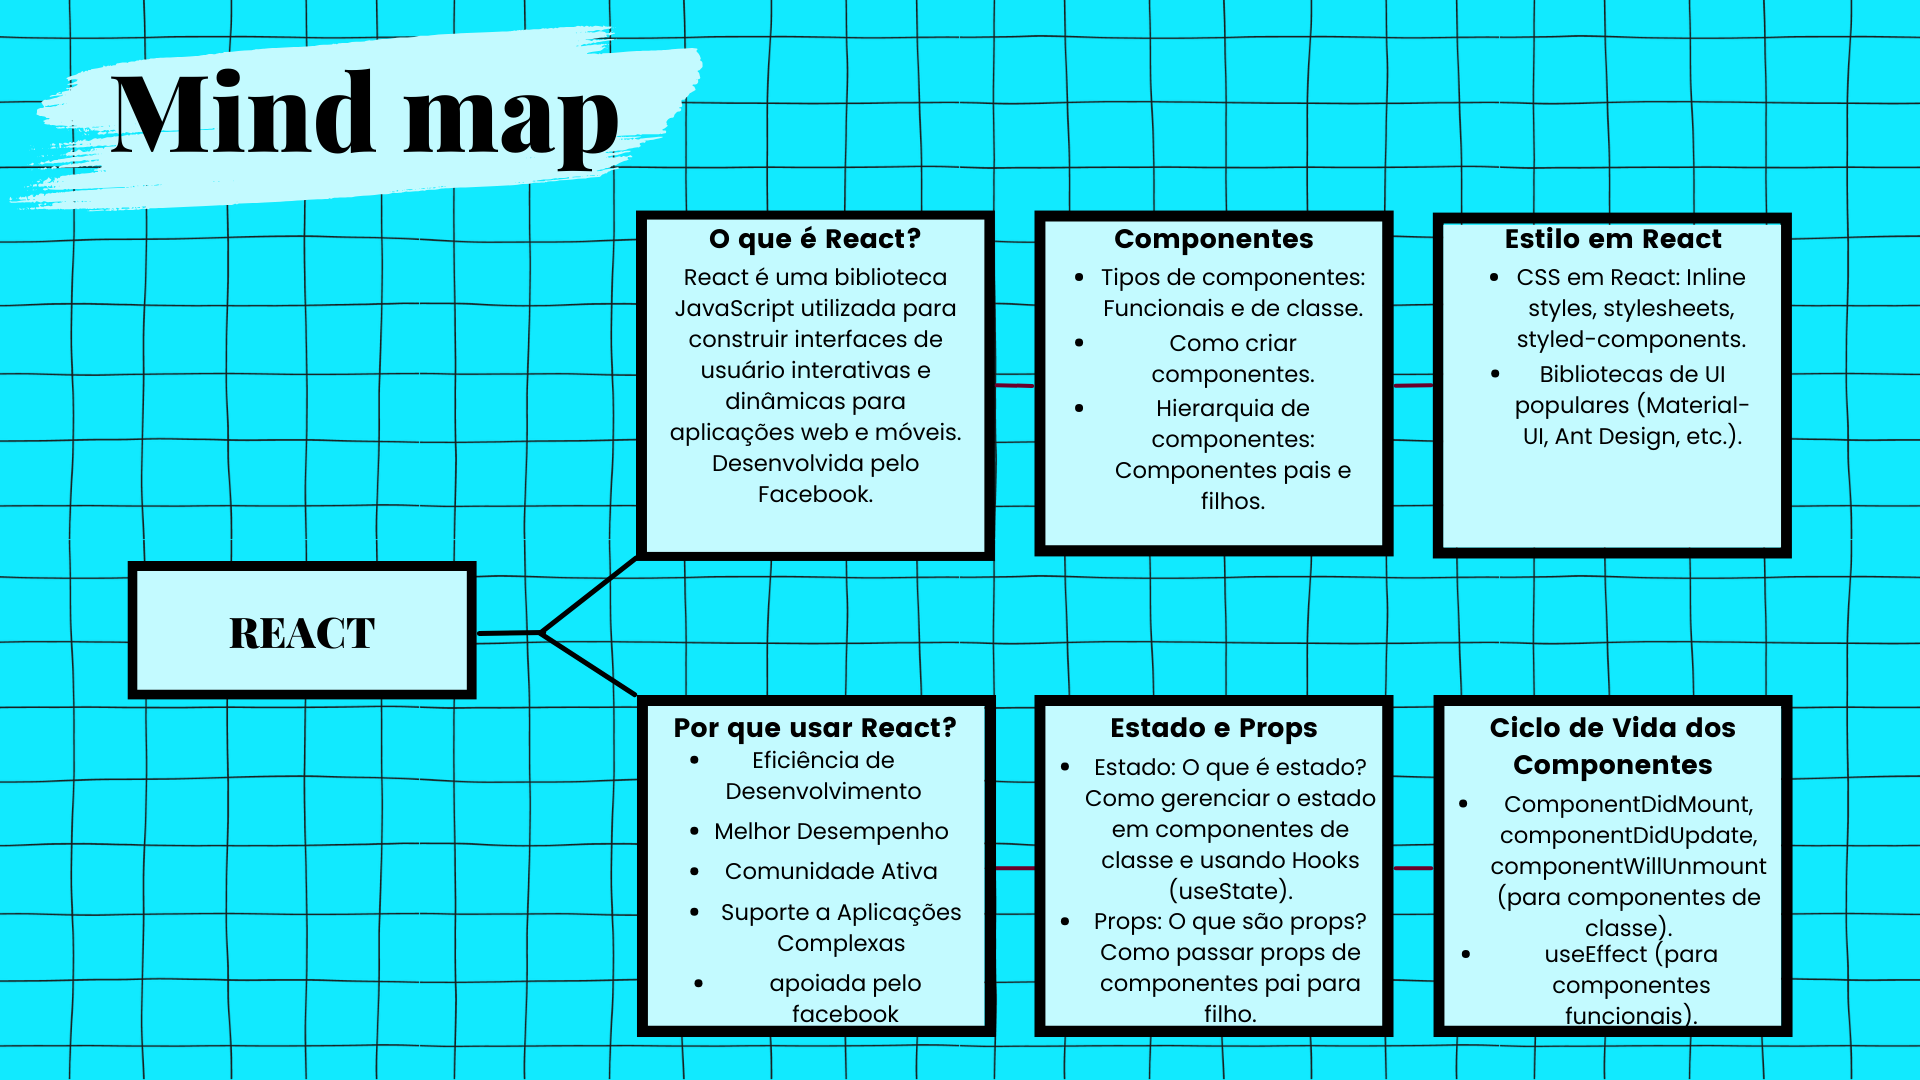 Mind map
O que é React?
React é uma biblioteca
JavaScript utilizada para
construir interfaces de
usuário interativas e
dinâmicas para
aplicações web e móveis.
Desenvolvida pelo
Facebook.
Componentes
• Tipos de componentes:
Funcionais e de classe.
• Como criar
componentes.
• Hierarquia de
componentes:
Componentes pais e
filhos.
Estilo em React
• CSS em React: Inline
styles, stylesheets,
styled-components.
• Bibliotecas de UI
populares (Material-
UI, Ant Design, etc.).
REACT
Por que usar React?
• Eficiência de
Desenvolvimento
• Melhor Desempenho
• Comunidade Ativa
• Suporte a Aplicações
Complexas
• apoiada pelo
facebook
Estado e Props
• Estado: O que é estado?
Como gerenciar o estado
em componentes de
classe e usando Hooks
(useState).
• Props: O que são props?
Como passar props de
componentes pai para
filho.
Ciclo de Vida dos
Componentes
• ComponentDidMount,
componentDidUpdate,
componentWillUnmount
(para componentes de
classe).
• useEffect (para
componentes
funcionais).